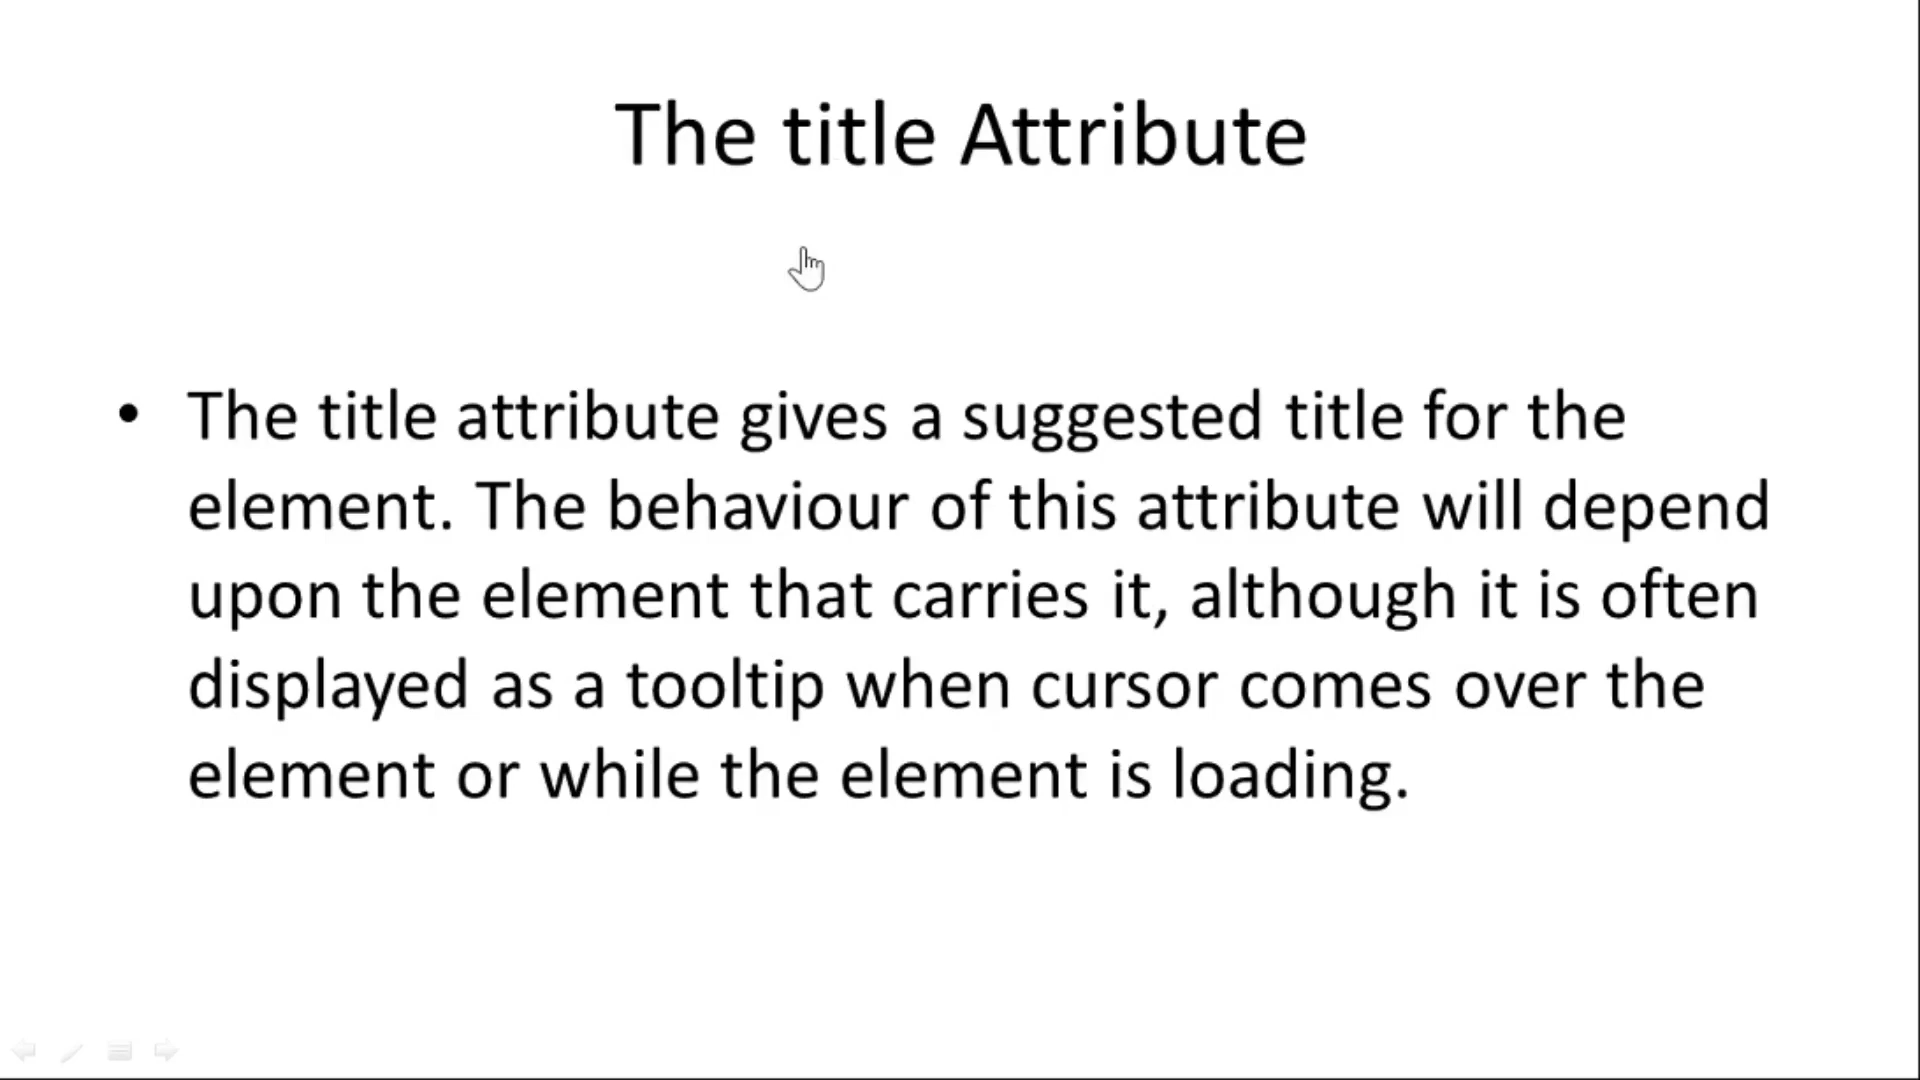 The title Attribute
• The title attribute gives a suggested title for the
element. The behaviour of this attribute will depend
upon the element that carries it, although it is often
displayed as a tooltip when cursor comes over the
element or while the element is loading.